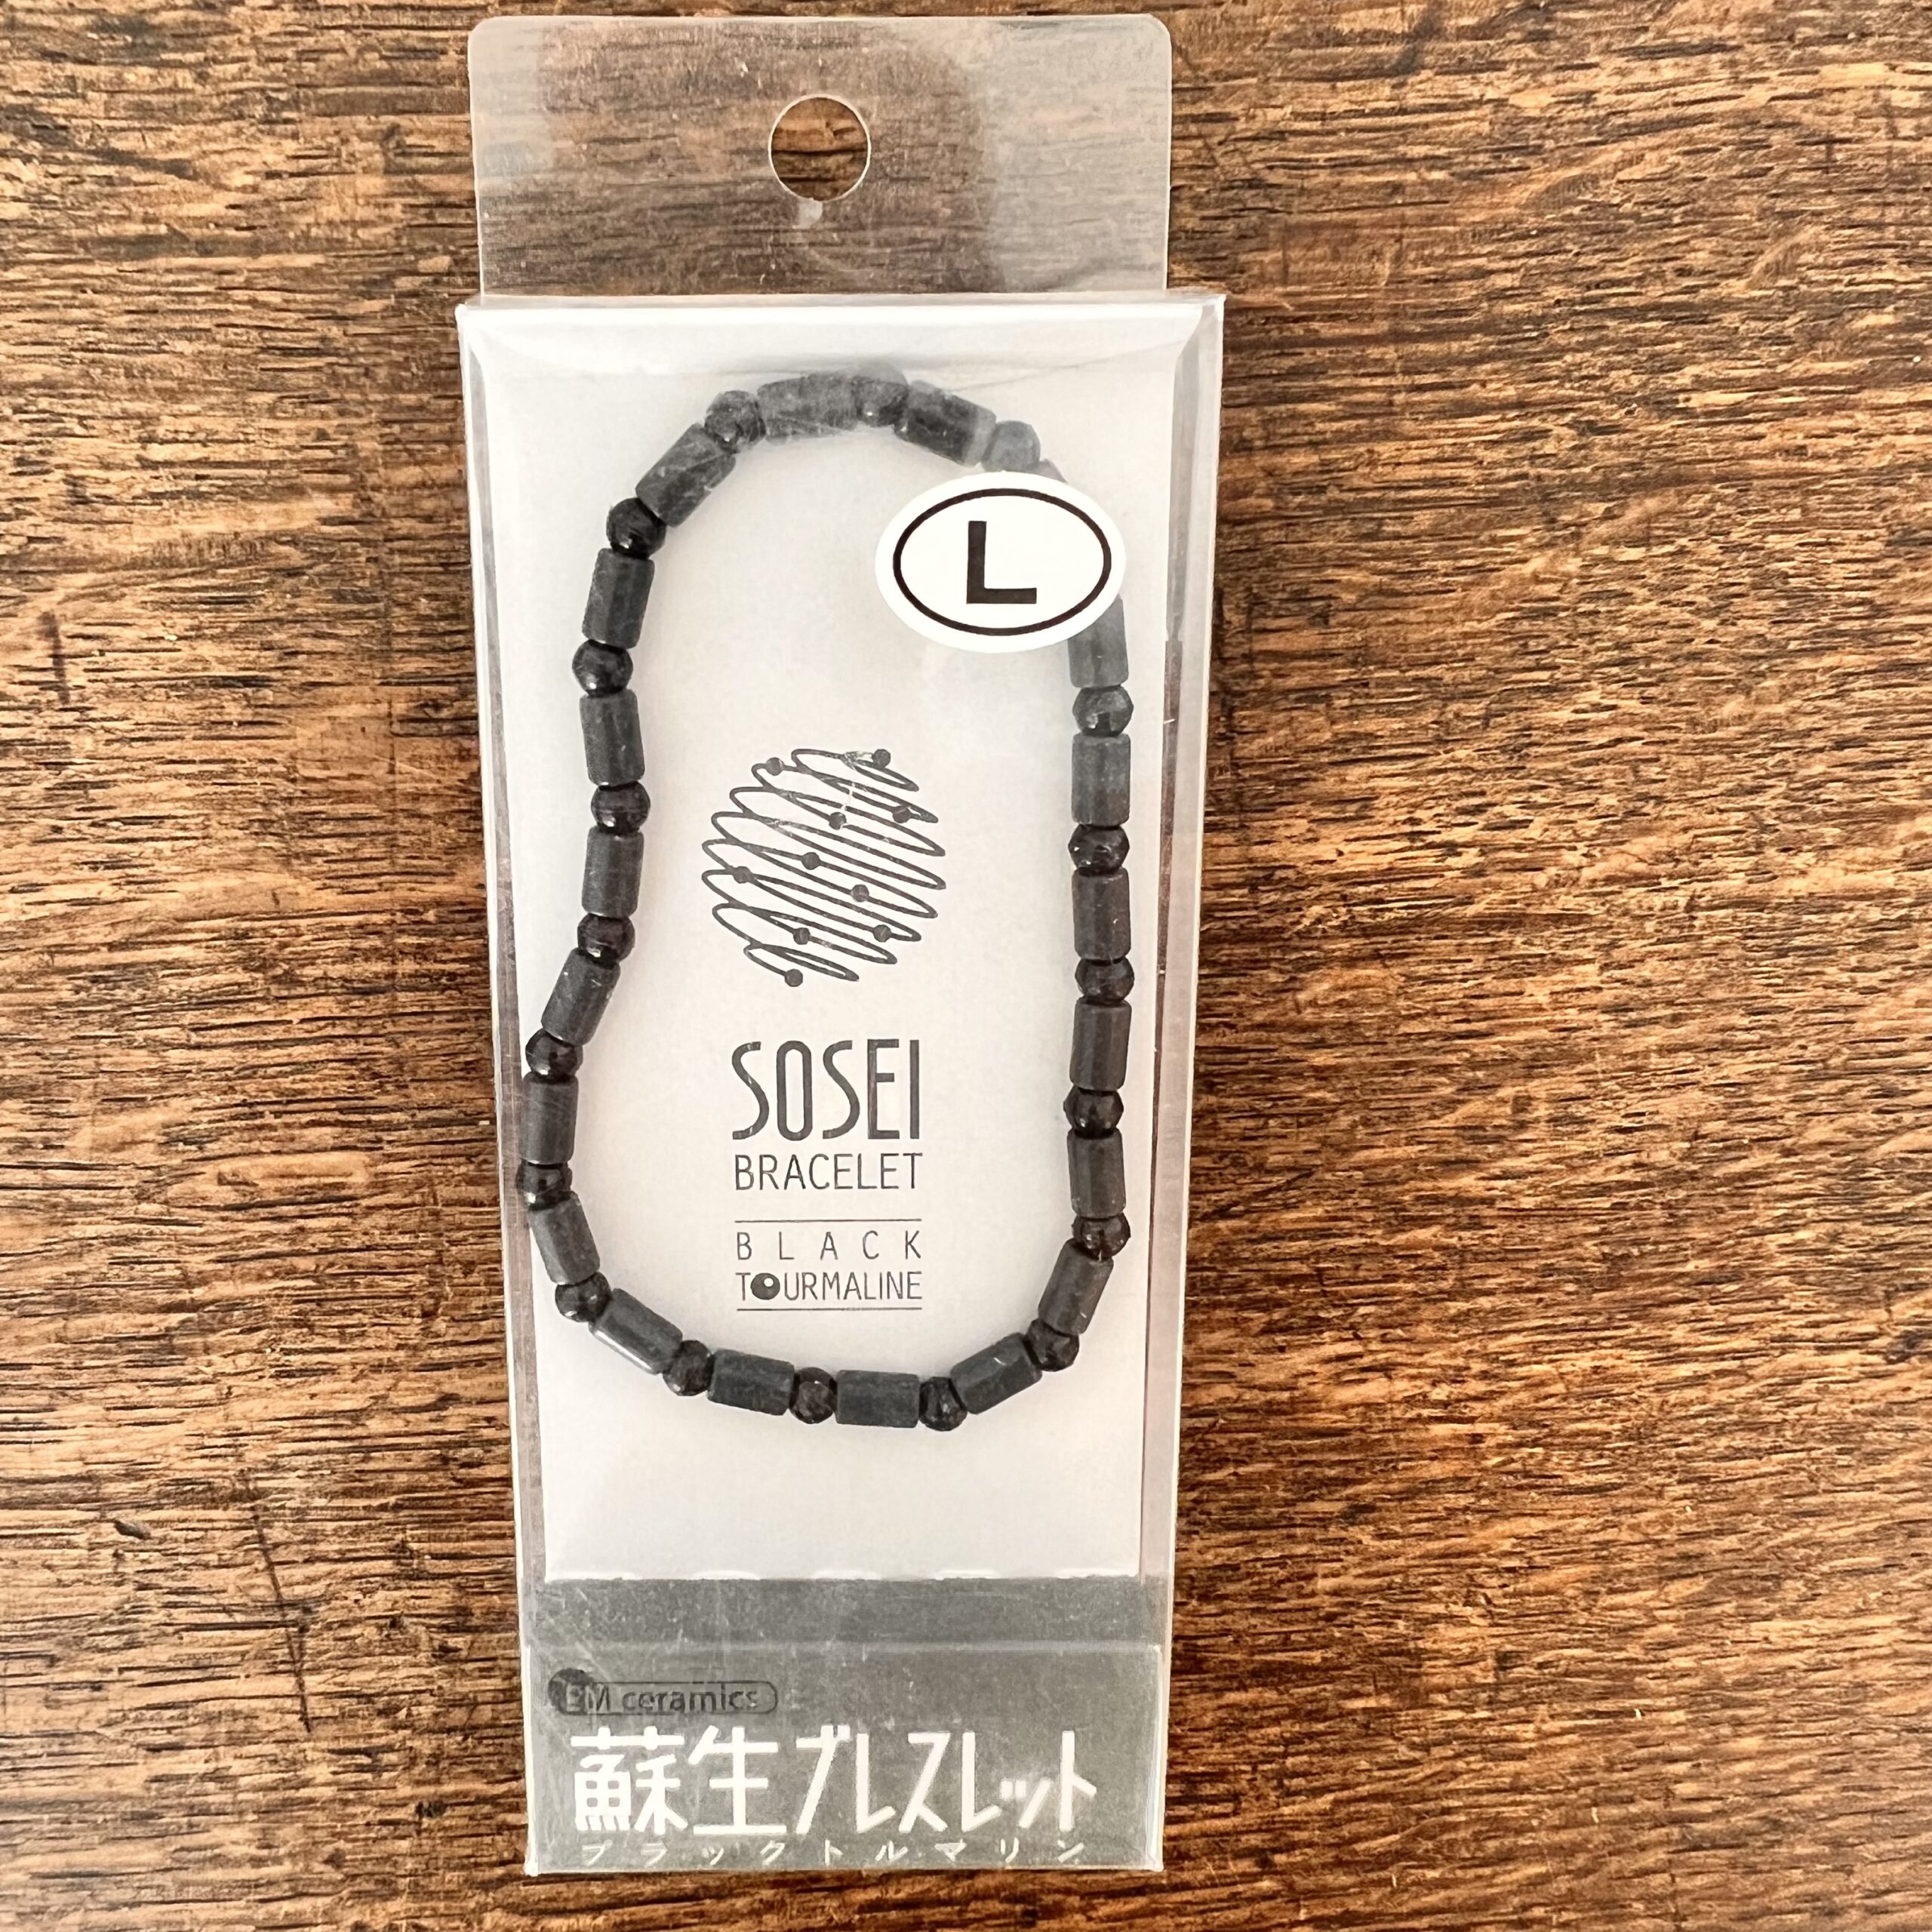 L
SOSEI
BRACELET
BLACK
TOURMALINE
EM ceramics
蘇生ブレスレット
ブラックトルマリン